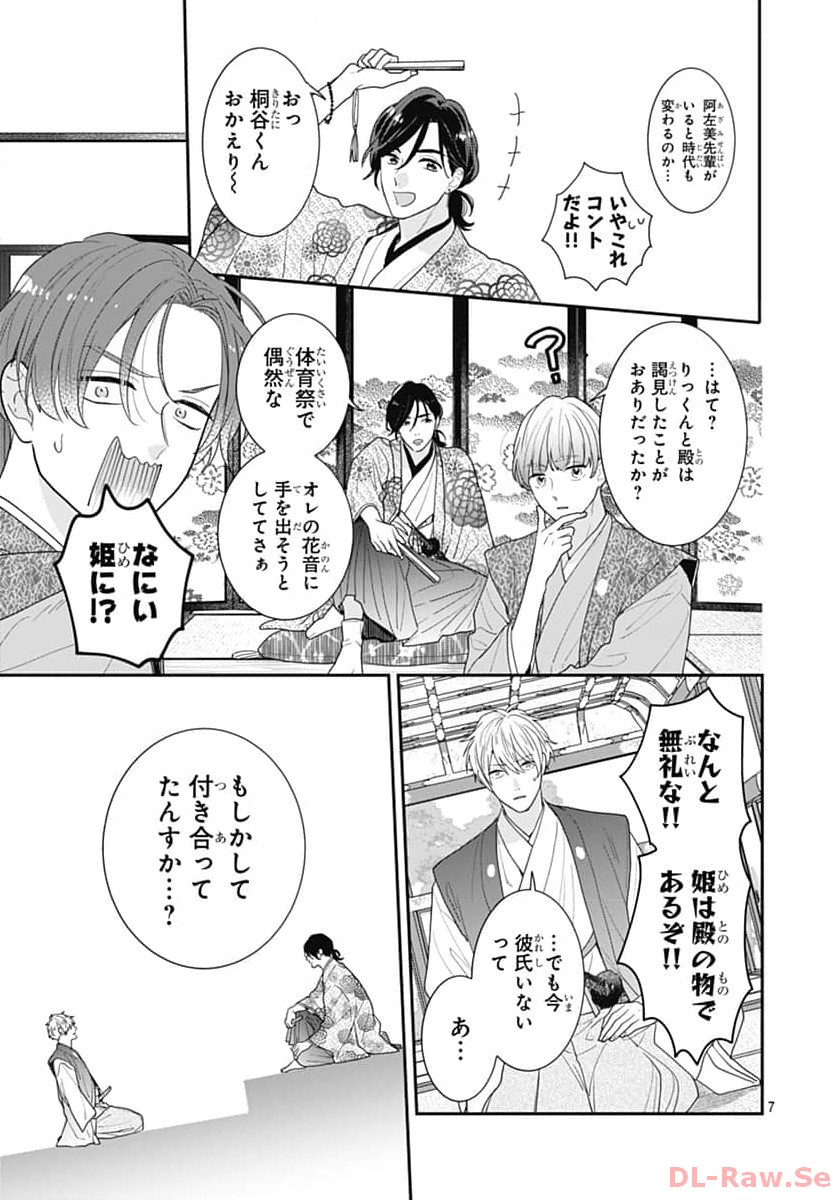 阿左美先輩が
いると時代も
変わるのか…
いやこれ
コント
だよ!!
おっ
桐谷くん
おかえり〜
…はて?
りっくんと殿は
謁見したことが
おありだったか?
?
体育祭で
偶然な
オレの花音に
手を出そうと
しててさぁ
なにい
姫に!?
なんと
無礼な!!
姫は殿の物で
あるぞ!!
…でも今
彼氏いない
って
あ…
もしかして
付き合って
たんすか…?
7
DL-Raw.Se